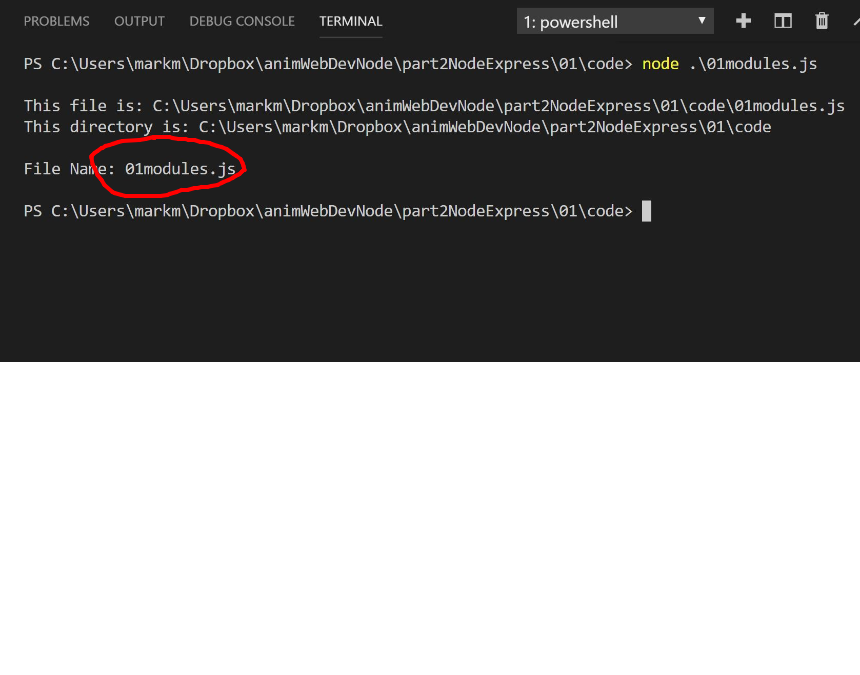 PROBLEMS OUTPUT DEBUG CONSOLE TERMINAL 1: powershell
PS C:\Users\markm\Dropbox\animWebDevNode\part2NodeExpress\01\code> node .\01modules.js
This file is: C:\Users\markm\Dropbox\animWebDevNode\part2NodeExpress\01\code\01modules.js
This directory is: C:\Users\markm\Dropbox\animWebDevNode\part2NodeExpress\01\code
File Name: 01modules.js
PS C:\Users\markm\Dropbox\animWebDevNode\part2NodeExpress\01\code>